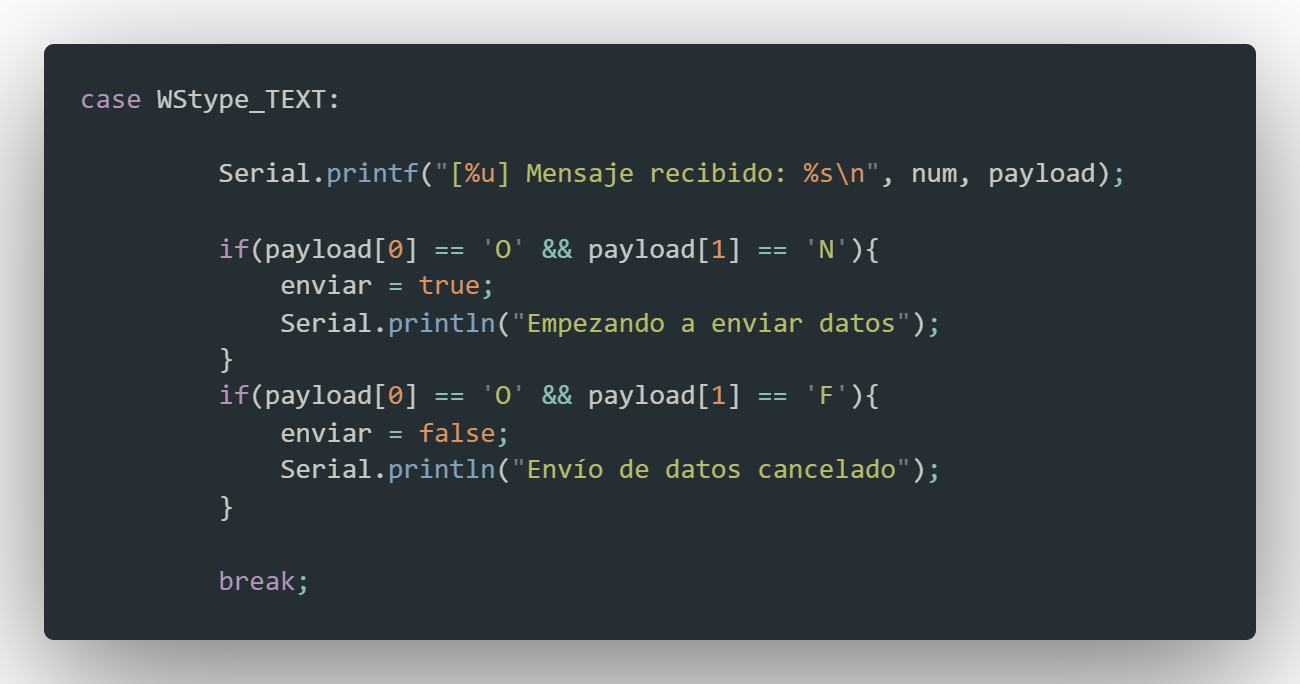 case WStype_TEXT:
Serial.printf("[%u] Mensaje recibido: %s\n", num, payload);
if(payload[0] == 'O' && payload[1] == 'N'){
enviar = true;
Serial.println("Empezando a enviar datos");
}
if(payload[0] == 'O' && payload[1] == 'F'){
enviar = false;
Serial.println("Envío de datos cancelado");
}
break;